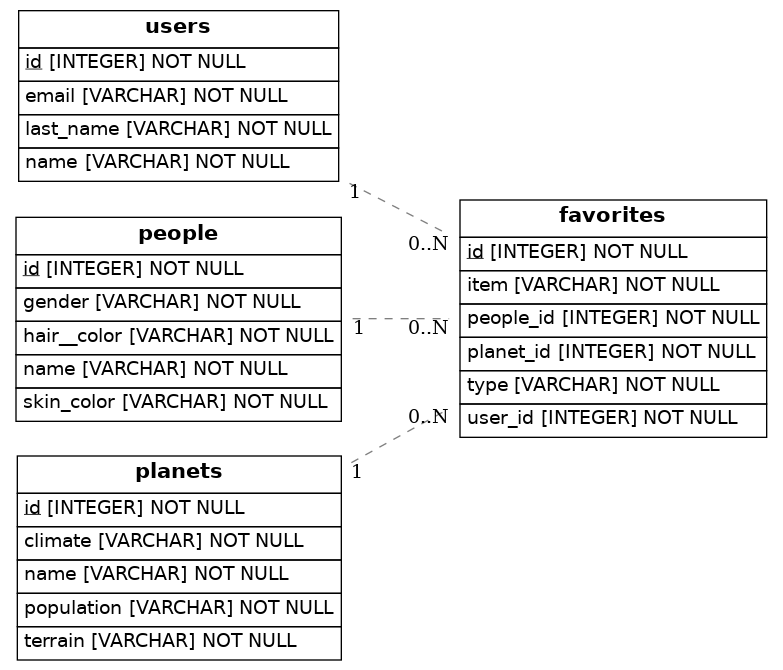 users
id [INTEGER] NOT NULL
email [VARCHAR] NOT NULL
last_name [VARCHAR] NOT NULL
name [VARCHAR] NOT NULL
1
0..N
people
id [INTEGER] NOT NULL
gender [VARCHAR] NOT NULL
hair__color [VARCHAR] NOT NULL
name [VARCHAR] NOT NULL
skin_color [VARCHAR] NOT NULL
1
0..N
planets
id [INTEGER] NOT NULL
climate [VARCHAR] NOT NULL
name [VARCHAR] NOT NULL
population [VARCHAR] NOT NULL
terrain [VARCHAR] NOT NULL
1
0..N
favorites
id [INTEGER] NOT NULL
item [VARCHAR] NOT NULL
people_id [INTEGER] NOT NULL
planet_id [INTEGER] NOT NULL
type [VARCHAR] NOT NULL
user_id [INTEGER] NOT NULL